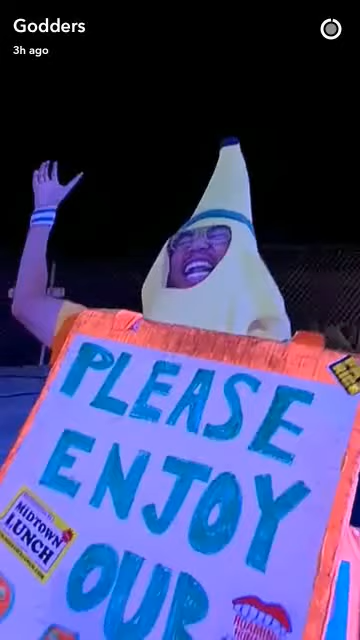 Godders
3h ago
PLEASE
ENJOY
MIDTOWN
LUNCH
OUR